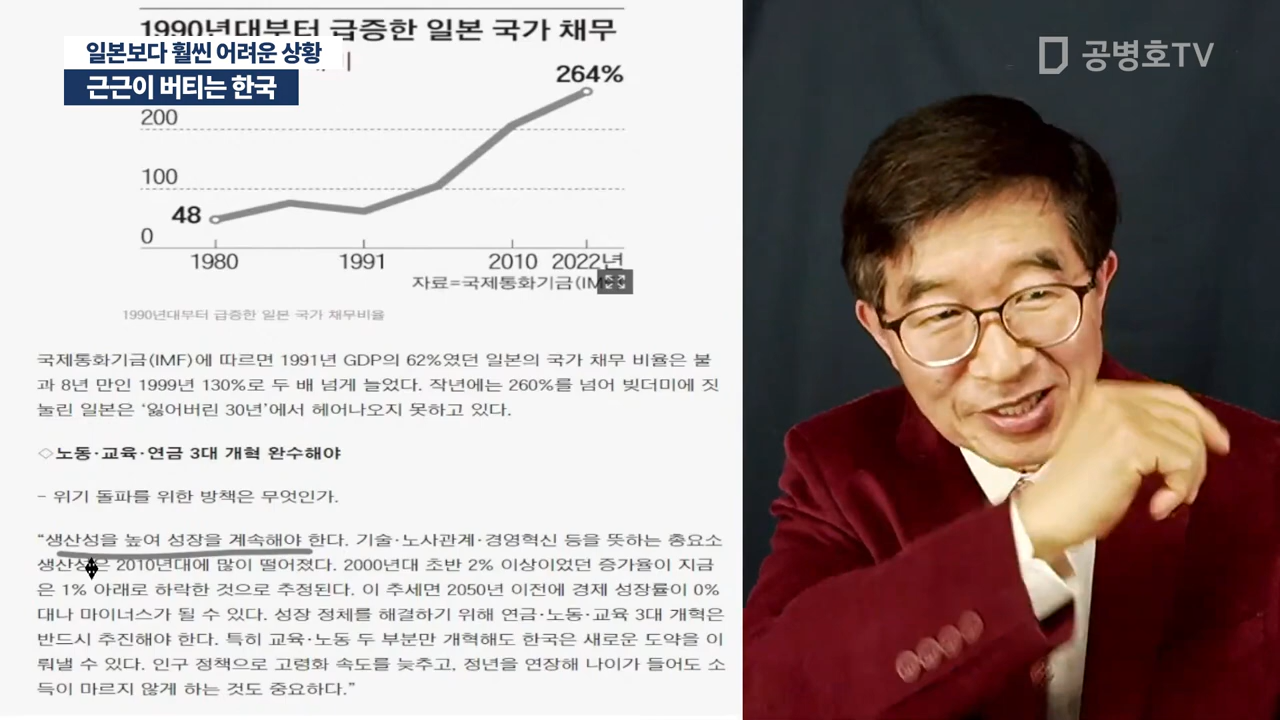 1990년대부터 급증한 일본 국가 채무
일본보다 훨씬 어려운 상황
근근이 버티는 한국
공병호TV
264%
200
100
48
0
1980 1991 2010 2022년
자료=국제통화기금(IM
1990년대부터 급증한 일본 국가 채무비율
국제통화기금(IMF)에 따르면 1991년 GDP의 62%였던 일본의 국가 채무 비율은 불
과 8년 만인 1999년 130%로 두 배 넘게 늘었다. 작년에는 260%를 넘어 빚더미에 짓
눌린 일본은 ‘잃어버린 30년’에서 헤어나오지 못하고 있다.
◇노동·교육·연금 3대 개혁 완수해야
- 위기 돌파를 위한 방책은 무엇인가.
“생산성을 높여 성장을 계속해야 한다. 기술·노사관계·경영혁신 등을 뜻하는 총요소
생산성은 2010년대에 많이 떨어졌다. 2000년대 초반 2% 이상이었던 증가율이 지금
은 1% 아래로 하락한 것으로 추정된다. 이 추세면 2050년 이전에 경제 성장률이 0%
대나 마이너스가 될 수 있다. 성장 정체를 해결하기 위해 연금·노동·교육 3대 개혁은
반드시 추진해야 한다. 특히 교육·노동 두 부분만 개혁해도 한국은 새로운 도약을 이
뤄낼 수 있다. 인구 정책으로 고령화 속도를 늦추고, 정년을 연장해 나이가 들어도 소
득이 마르지 않게 하는 것도 중요하다.”